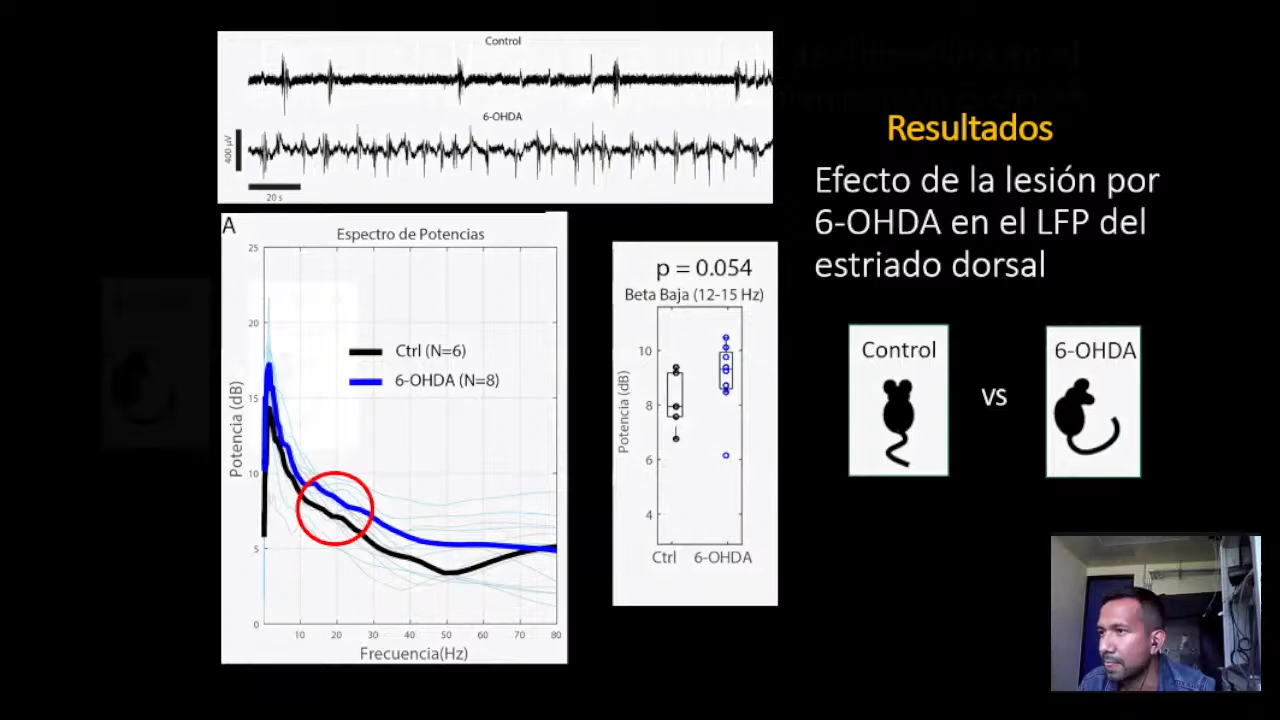 Control
6-OHDA
400 µV
20 s
A
Espectro de Potencias
25
20
15
10
5
0
Potencia (dB)
10 20 30 40 50 60 70 80
Frecuencia(Hz)
Ctrl (N=6)
6-OHDA (N=8)
p = 0.054
Beta Baja (12-15 Hz)
10
8
6
4
Potencia (dB)
Ctrl 6-OHDA
Resultados
Efecto de la lesión por
6-OHDA en el LFP del
estriado dorsal
Control
vs
6-OHDA